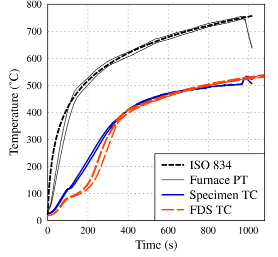 800
700
600
500
400
300
200
100
0
Temperature (°C)
ISO 834
Furnace PT
Specimen TC
FDS TC
0 200 400 600 800 1000
Time (s)